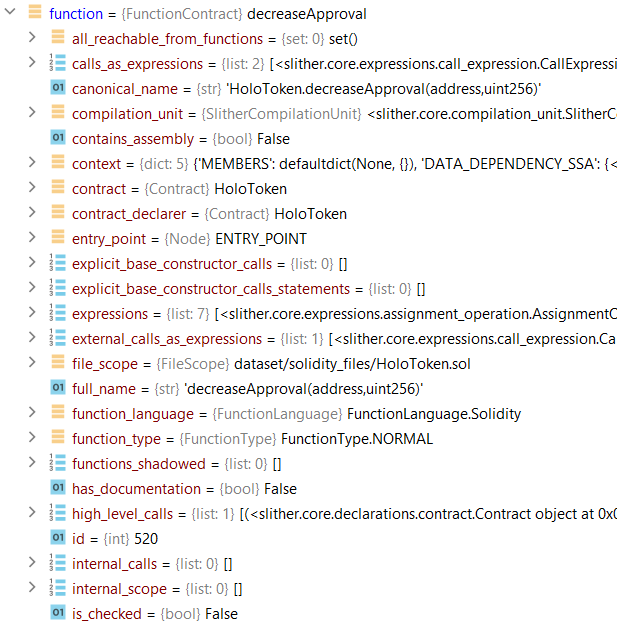 function = {FunctionContract} decreaseApproval
all_reachable_from_functions = {set: 0} set()
calls_as_expressions = {list: 2} [<slither.core.expressions.call_expression.CallExpressi
canonical_name = {str} 'HoloToken.decreaseApproval(address,uint256)'
compilation_unit = {SlitherCompilationUnit} <slither.core.compilation_unit.SlitherC
contains_assembly = {bool} False
context = {dict: 5} {'MEMBERS': defaultdict(None, {}), 'DATA_DEPENDENCY_SSA': {<
contract = {Contract} HoloToken
contract_declarer = {Contract} HoloToken
entry_point = {Node} ENTRY_POINT
explicit_base_constructor_calls = {list: 0} []
explicit_base_constructor_calls_statements = {list: 0} []
expressions = {list: 7} [<slither.core.expressions.assignment_operation.AssignmentO
external_calls_as_expressions = {list: 1} [<slither.core.expressions.call_expression.Ca
file_scope = {FileScope} dataset/solidity_files/HoloToken.sol
full_name = {str} 'decreaseApproval(address,uint256)'
function_language = {FunctionLanguage} FunctionLanguage.Solidity
function_type = {FunctionType} FunctionType.NORMAL
functions_shadowed = {list: 0} []
has_documentation = {bool} False
high_level_calls = {list: 1} [(<slither.core.declarations.contract.Contract object at 0x0
id = {int} 520
internal_calls = {list: 0} []
internal_scope = {list: 0} []
is_checked = {bool} False